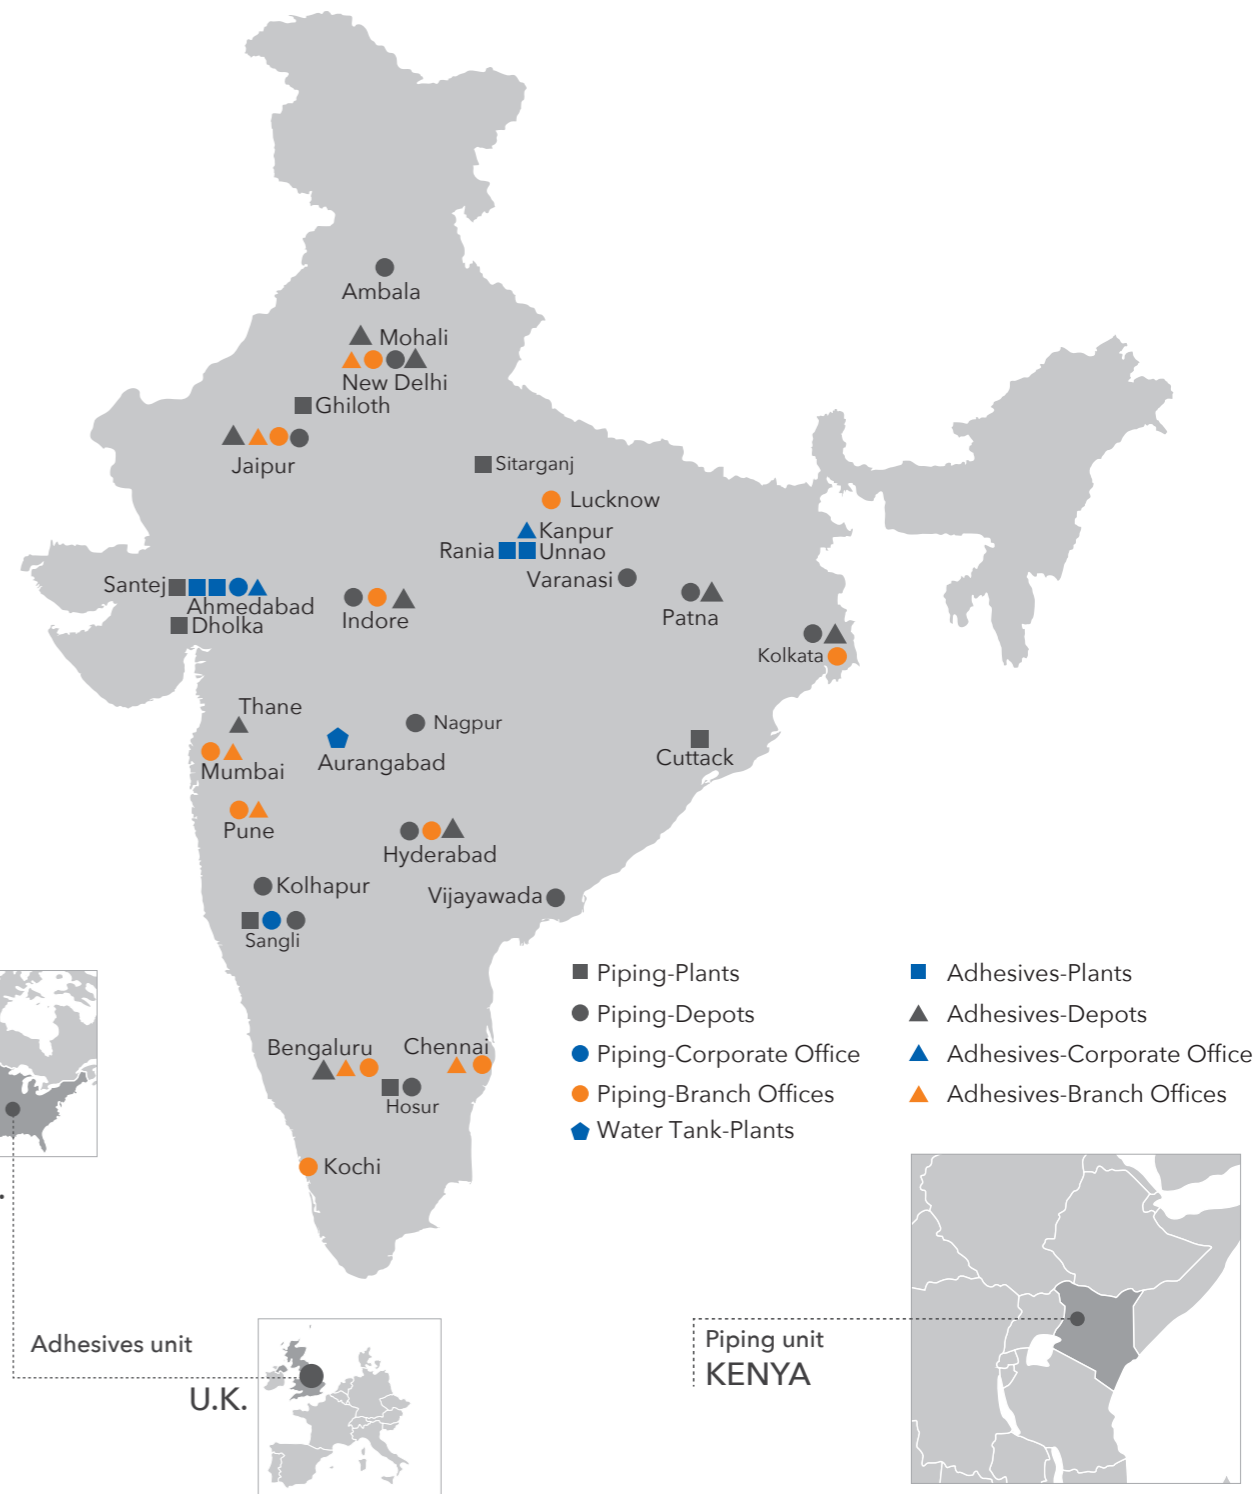 Ambala
Mohali
New Delhi
Ghiloth
Jaipur
Sitarganj
Lucknow
Kanpur
Rania
Unnao
Varanasi
Santej
Ahmedabad
Dholka
Indore
Patna
Kolkata
Thane
Nagpur
Mumbai
Aurangabad
Cuttack
Pune
Hyderabad
Kolhapur
Vijayawada
Sangli
Bengaluru
Chennai
Hosur
Kochi
Piping-Plants
Piping-Depots
Piping-Corporate Office
Piping-Branch Offices
Water Tank-Plants
Adhesives-Plants
Adhesives-Depots
Adhesives-Corporate Office
Adhesives-Branch Offices
Adhesives unit
U.K.
Piping unit
KENYA